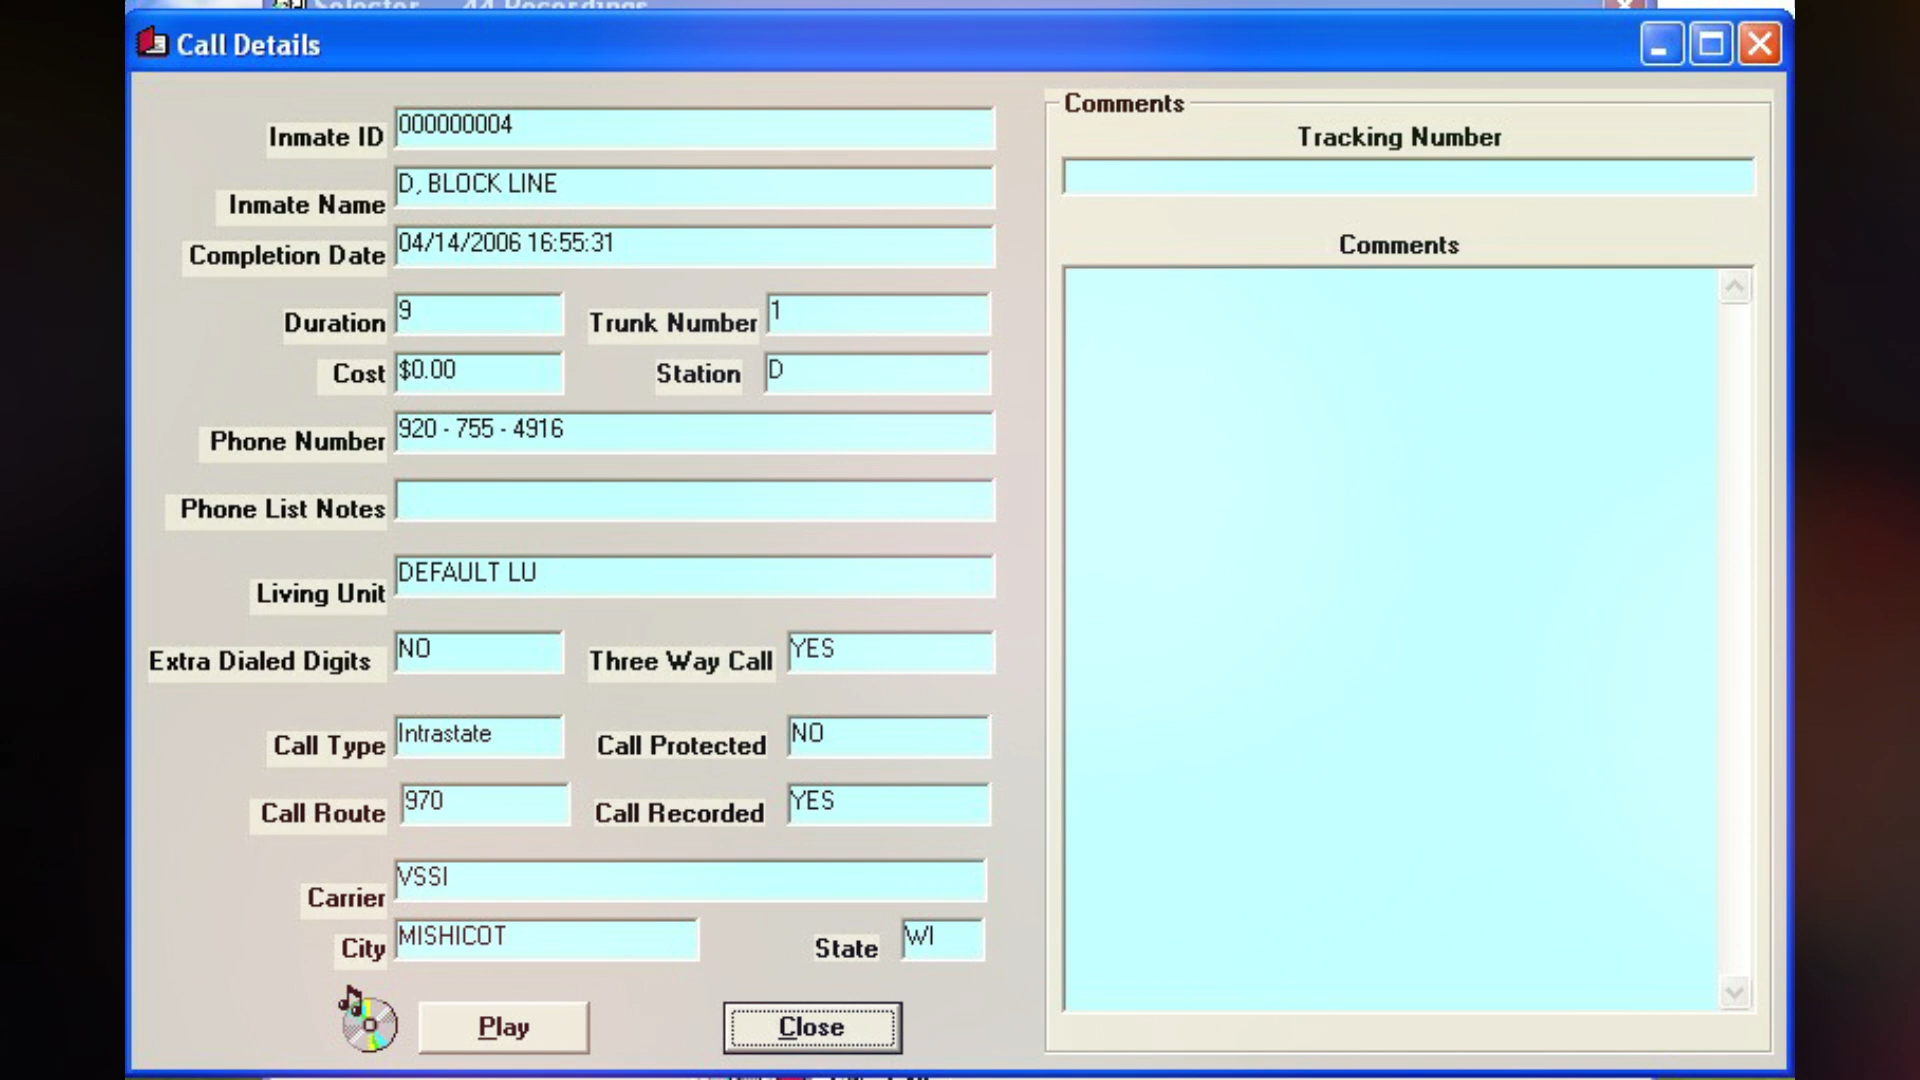 Selector 44 Recordings
Call Details
Inmate ID 000000004
Inmate Name D, BLOCK LINE
Completion Date 04/14/2006 16:55:31
Duration 9 Trunk Number 1
Cost $0.00 Station D
Phone Number 920 - 755 - 4916
Phone List Notes
Living Unit DEFAULT LU
Extra Dialed Digits NO Three Way Call YES
Call Type Intrastate Call Protected NO
Call Route 970 Call Recorded YES
Carrier VSSI
City MISHICOT State WI
Play Close
Comments
Tracking Number
Comments